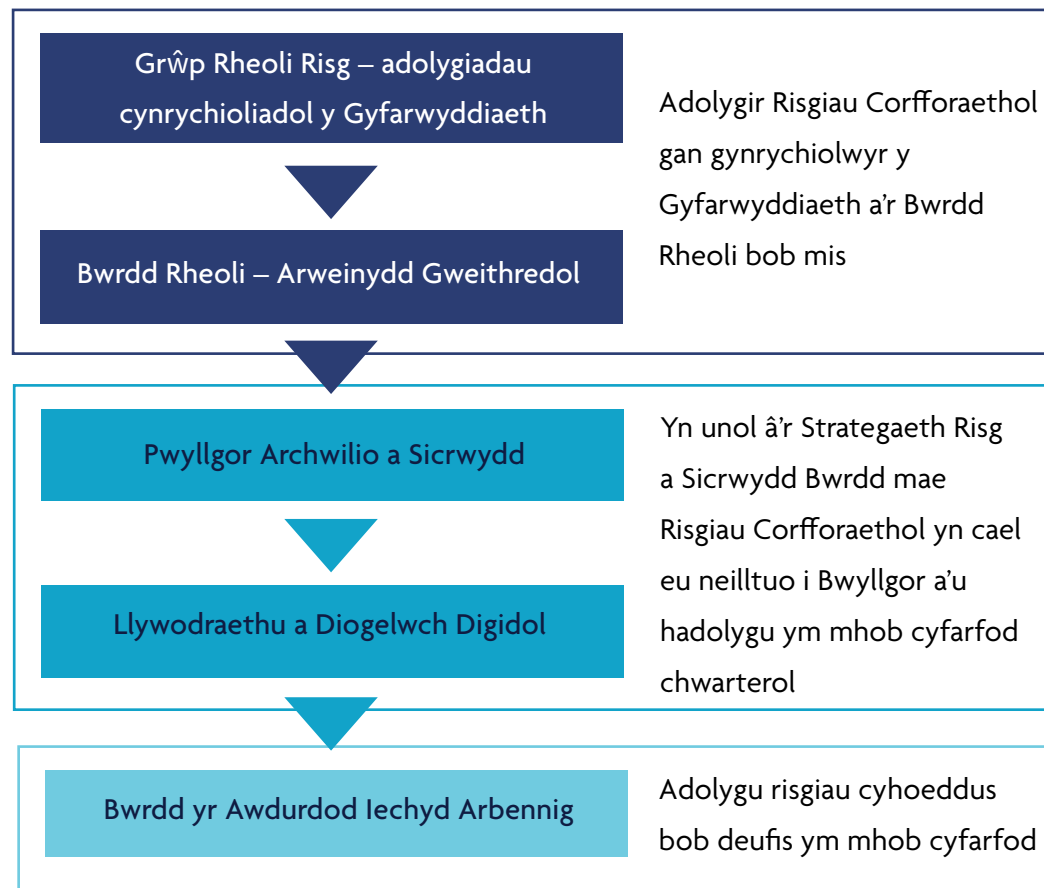 Grŵp Rheoli Risg – adolygiadau
cynrychioliadol y Gyfarwyddiaeth
Bwrdd Rheoli – Arweinydd Gweithredol
Adolygir Risgiau Corfforaethol
gan gynrychiolwyr y
Gyfarwyddiaeth a'r Bwrdd
Rheoli bob mis
Pwyllgor Archwilio a Sicrwydd
Llywodraethu a Diogelwch Digidol
Yn unol â'r Strategaeth Risg
a Sicrwydd Bwrdd mae
Risgiau Corfforaethol yn cael
eu neilltuo i Bwyllgor a'u
hadolygu ym mhob cyfarfod
chwarterol
Bwrdd yr Awdurdod Iechyd Arbennig
Adolygu risgiau cyhoeddus
bob deufis ym mhob cyfarfod